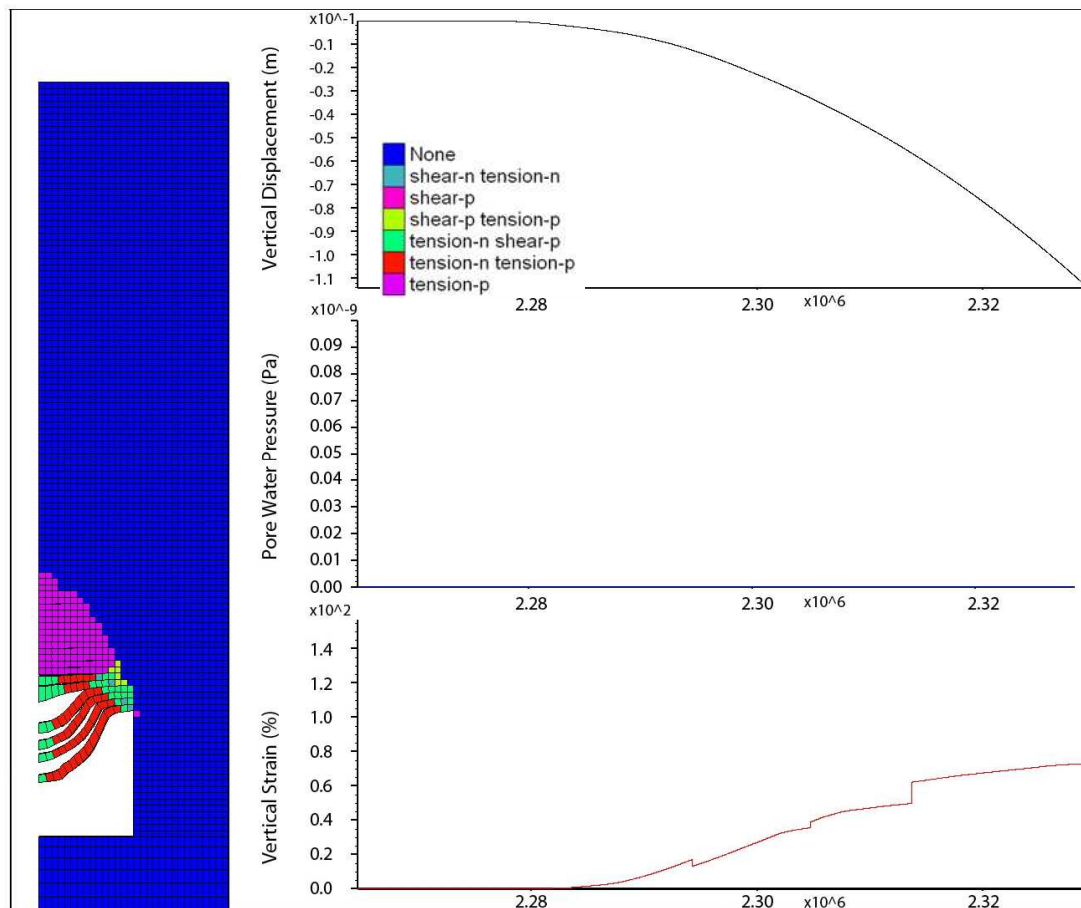 x10^-1
Vertical Displacement (m)
-0.1
-0.2
-0.3
-0.4
-0.5
-0.6
-0.7
-0.8
-0.9
-1.0
-1.1
None
shear-n tension-n
shear-p
shear-p tension-p
tension-n shear-p
tension-n tension-p
tension-p
2.28
2.30
x10^6
2.32
x10^-9
Pore Water Pressure (Pa)
0.09
0.08
0.07
0.06
0.05
0.04
0.03
0.02
0.01
0.00
2.28
2.30
x10^6
2.32
x10^2
Vertical Strain (%)
1.4
1.2
1.0
0.8
0.6
0.4
0.2
0.0
2.28
2.30
x10^6
2.32